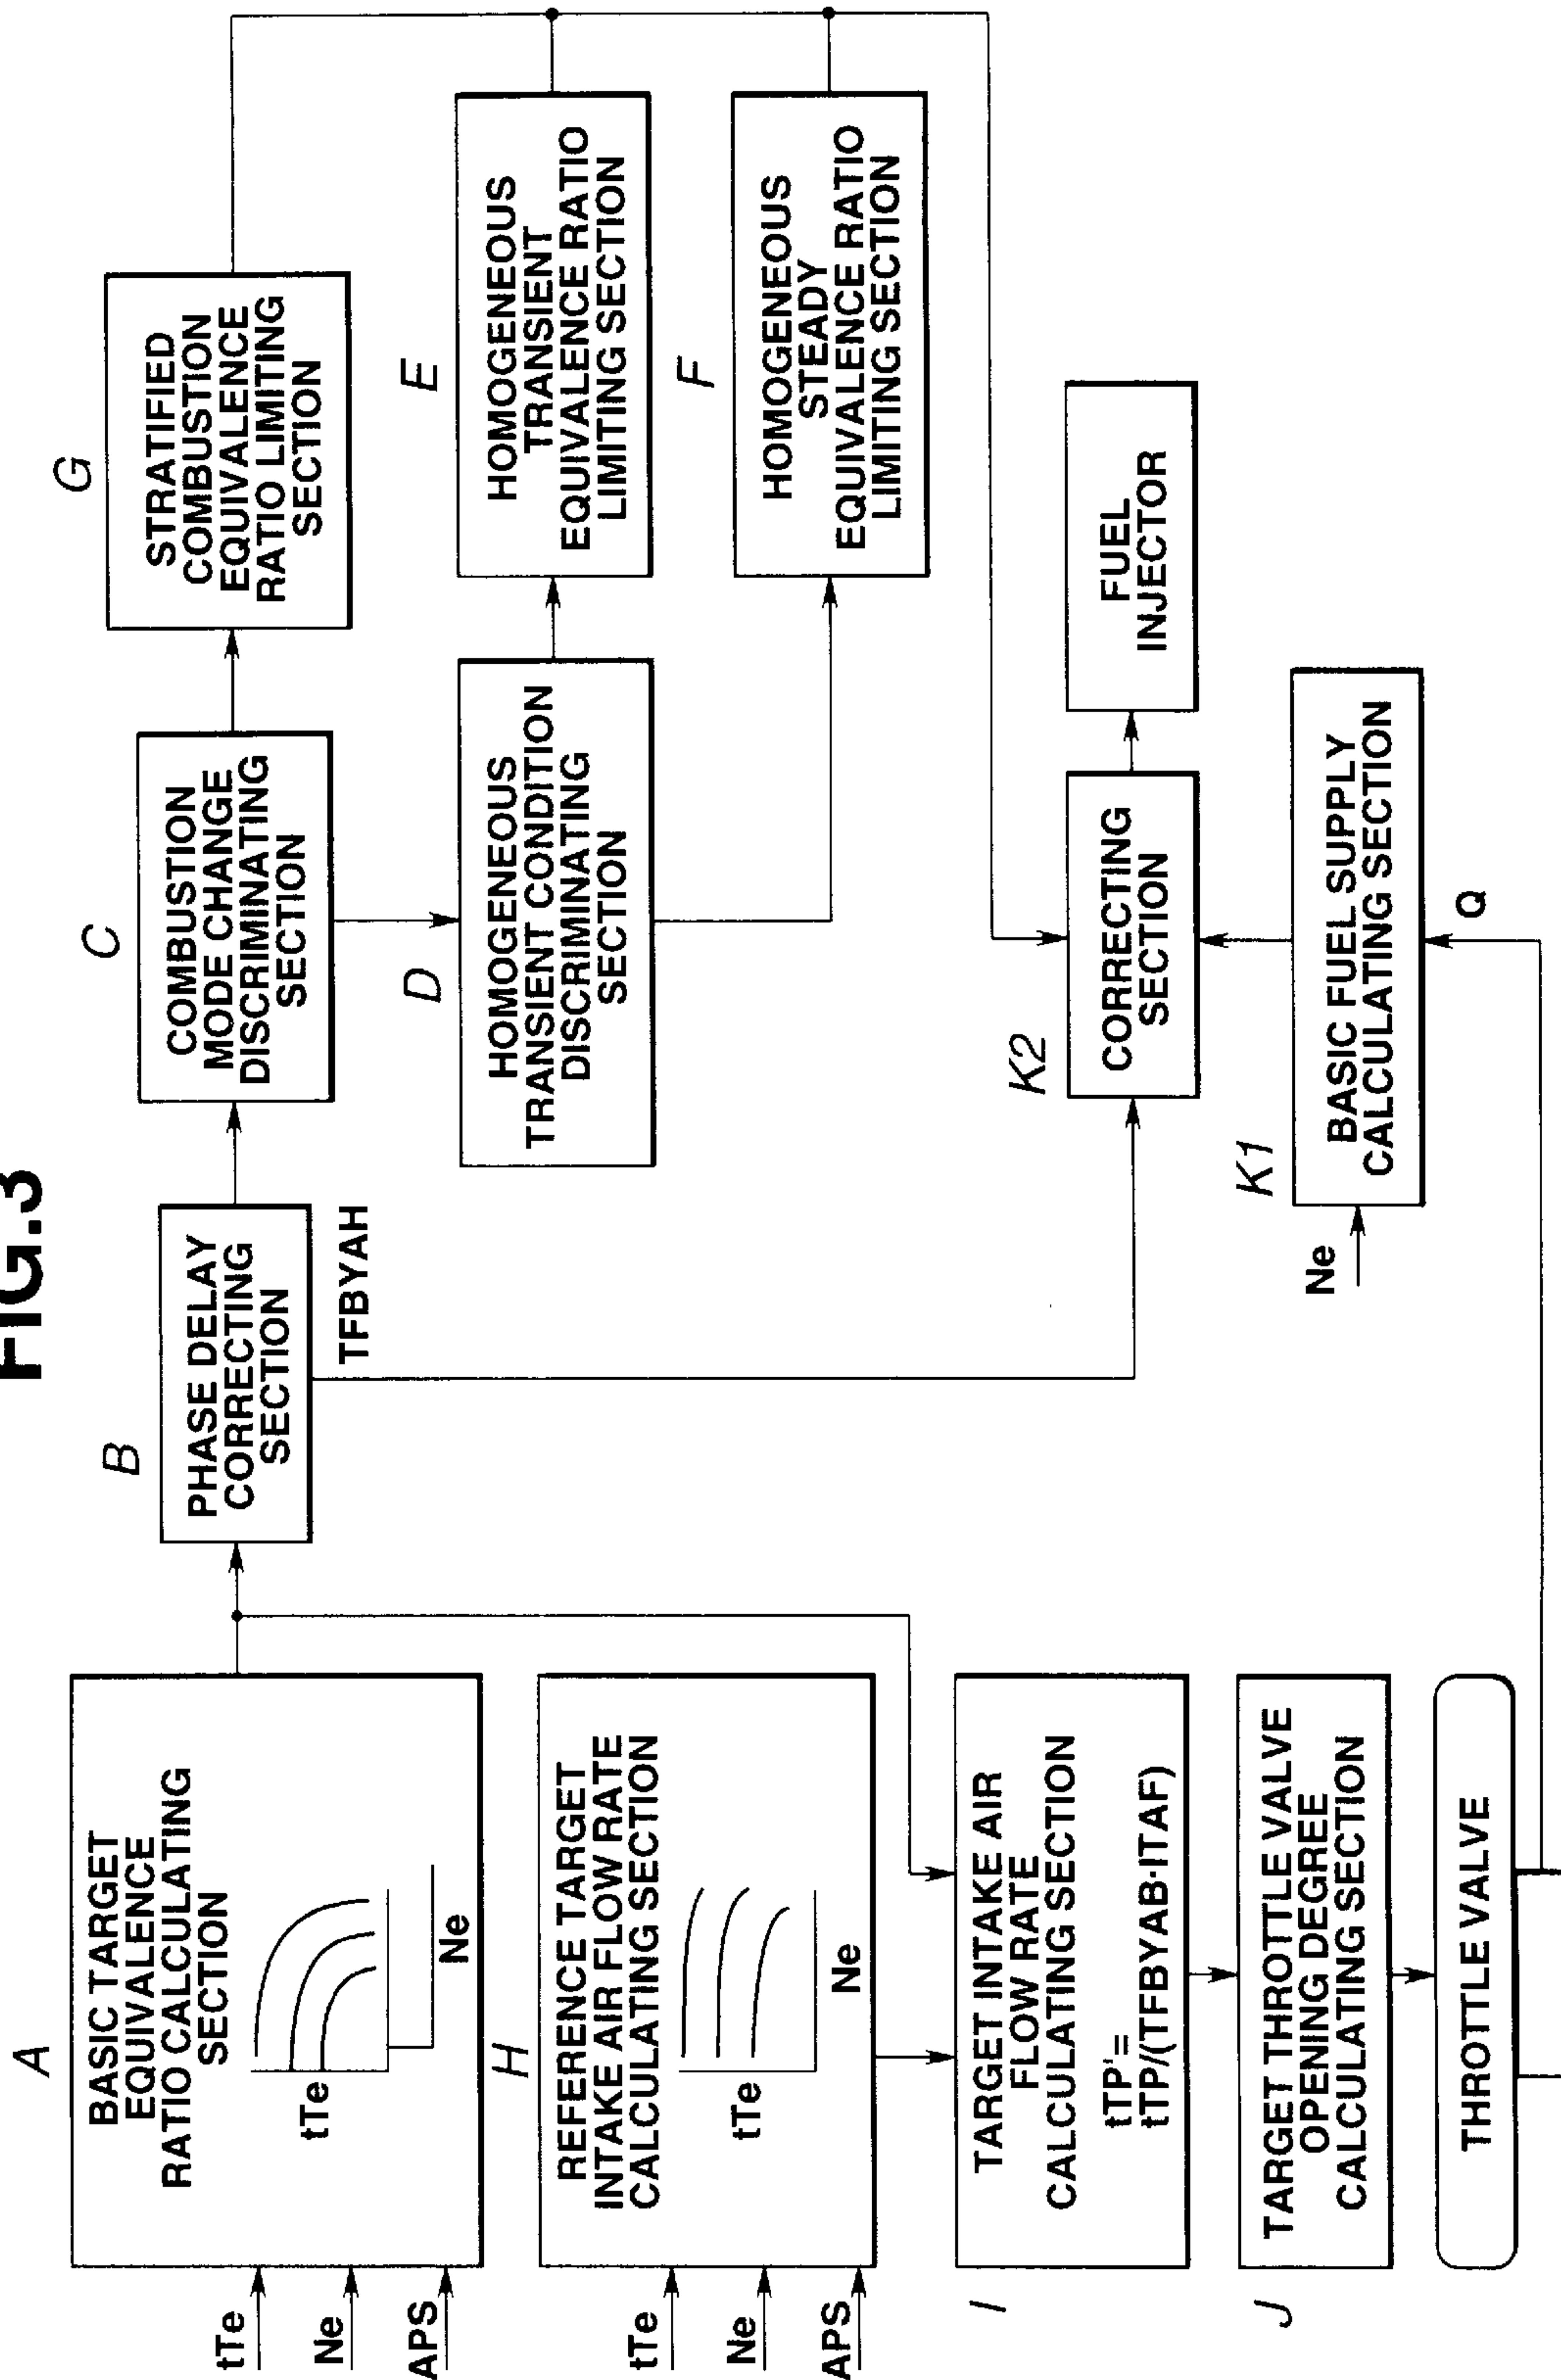 FIG.3
A
BASIC TARGET
EQUIVALENCE
RATIO CALCULATING
SECTION
tTe
Ne
tTe
Ne
APS
B
PHASE DELAY
CORRECTING
SECTION
TFBYAH
C
COMBUSTION
MODE CHANGE
DISCRIMINATING
SECTION
G
STRATIFIED
COMBUSTION
EQUIVALENCE
RATIO LIMITING
SECTION
D
HOMOGENEOUS
TRANSIENT CONDITION
DISCRIMINATING
SECTION
E
HOMOGENEOUS
TRANSIENT
EQUIVALENCE RATIO
LIMITING SECTION
F
HOMOGENEOUS
STEADY
EQUIVALENCE RATIO
LIMITING SECTION
H
REFERENCE TARGET
INTAKE AIR FLOW RATE
CALCULATING SECTION
tTe
Ne
tTe
Ne
APS
I
TARGET INTAKE AIR
FLOW RATE
CALCULATING SECTION
tTP'=
tTP/(TFBYAB·ITAF)
J
TARGET THROTTLE VALVE
OPENING DEGREE
CALCULATING SECTION
THROTTLE VALVE
K2
CORRECTING
SECTION
FUEL
INJECTOR
K1
BASIC FUEL SUPPLY
CALCULATING SECTION
Ne
Q